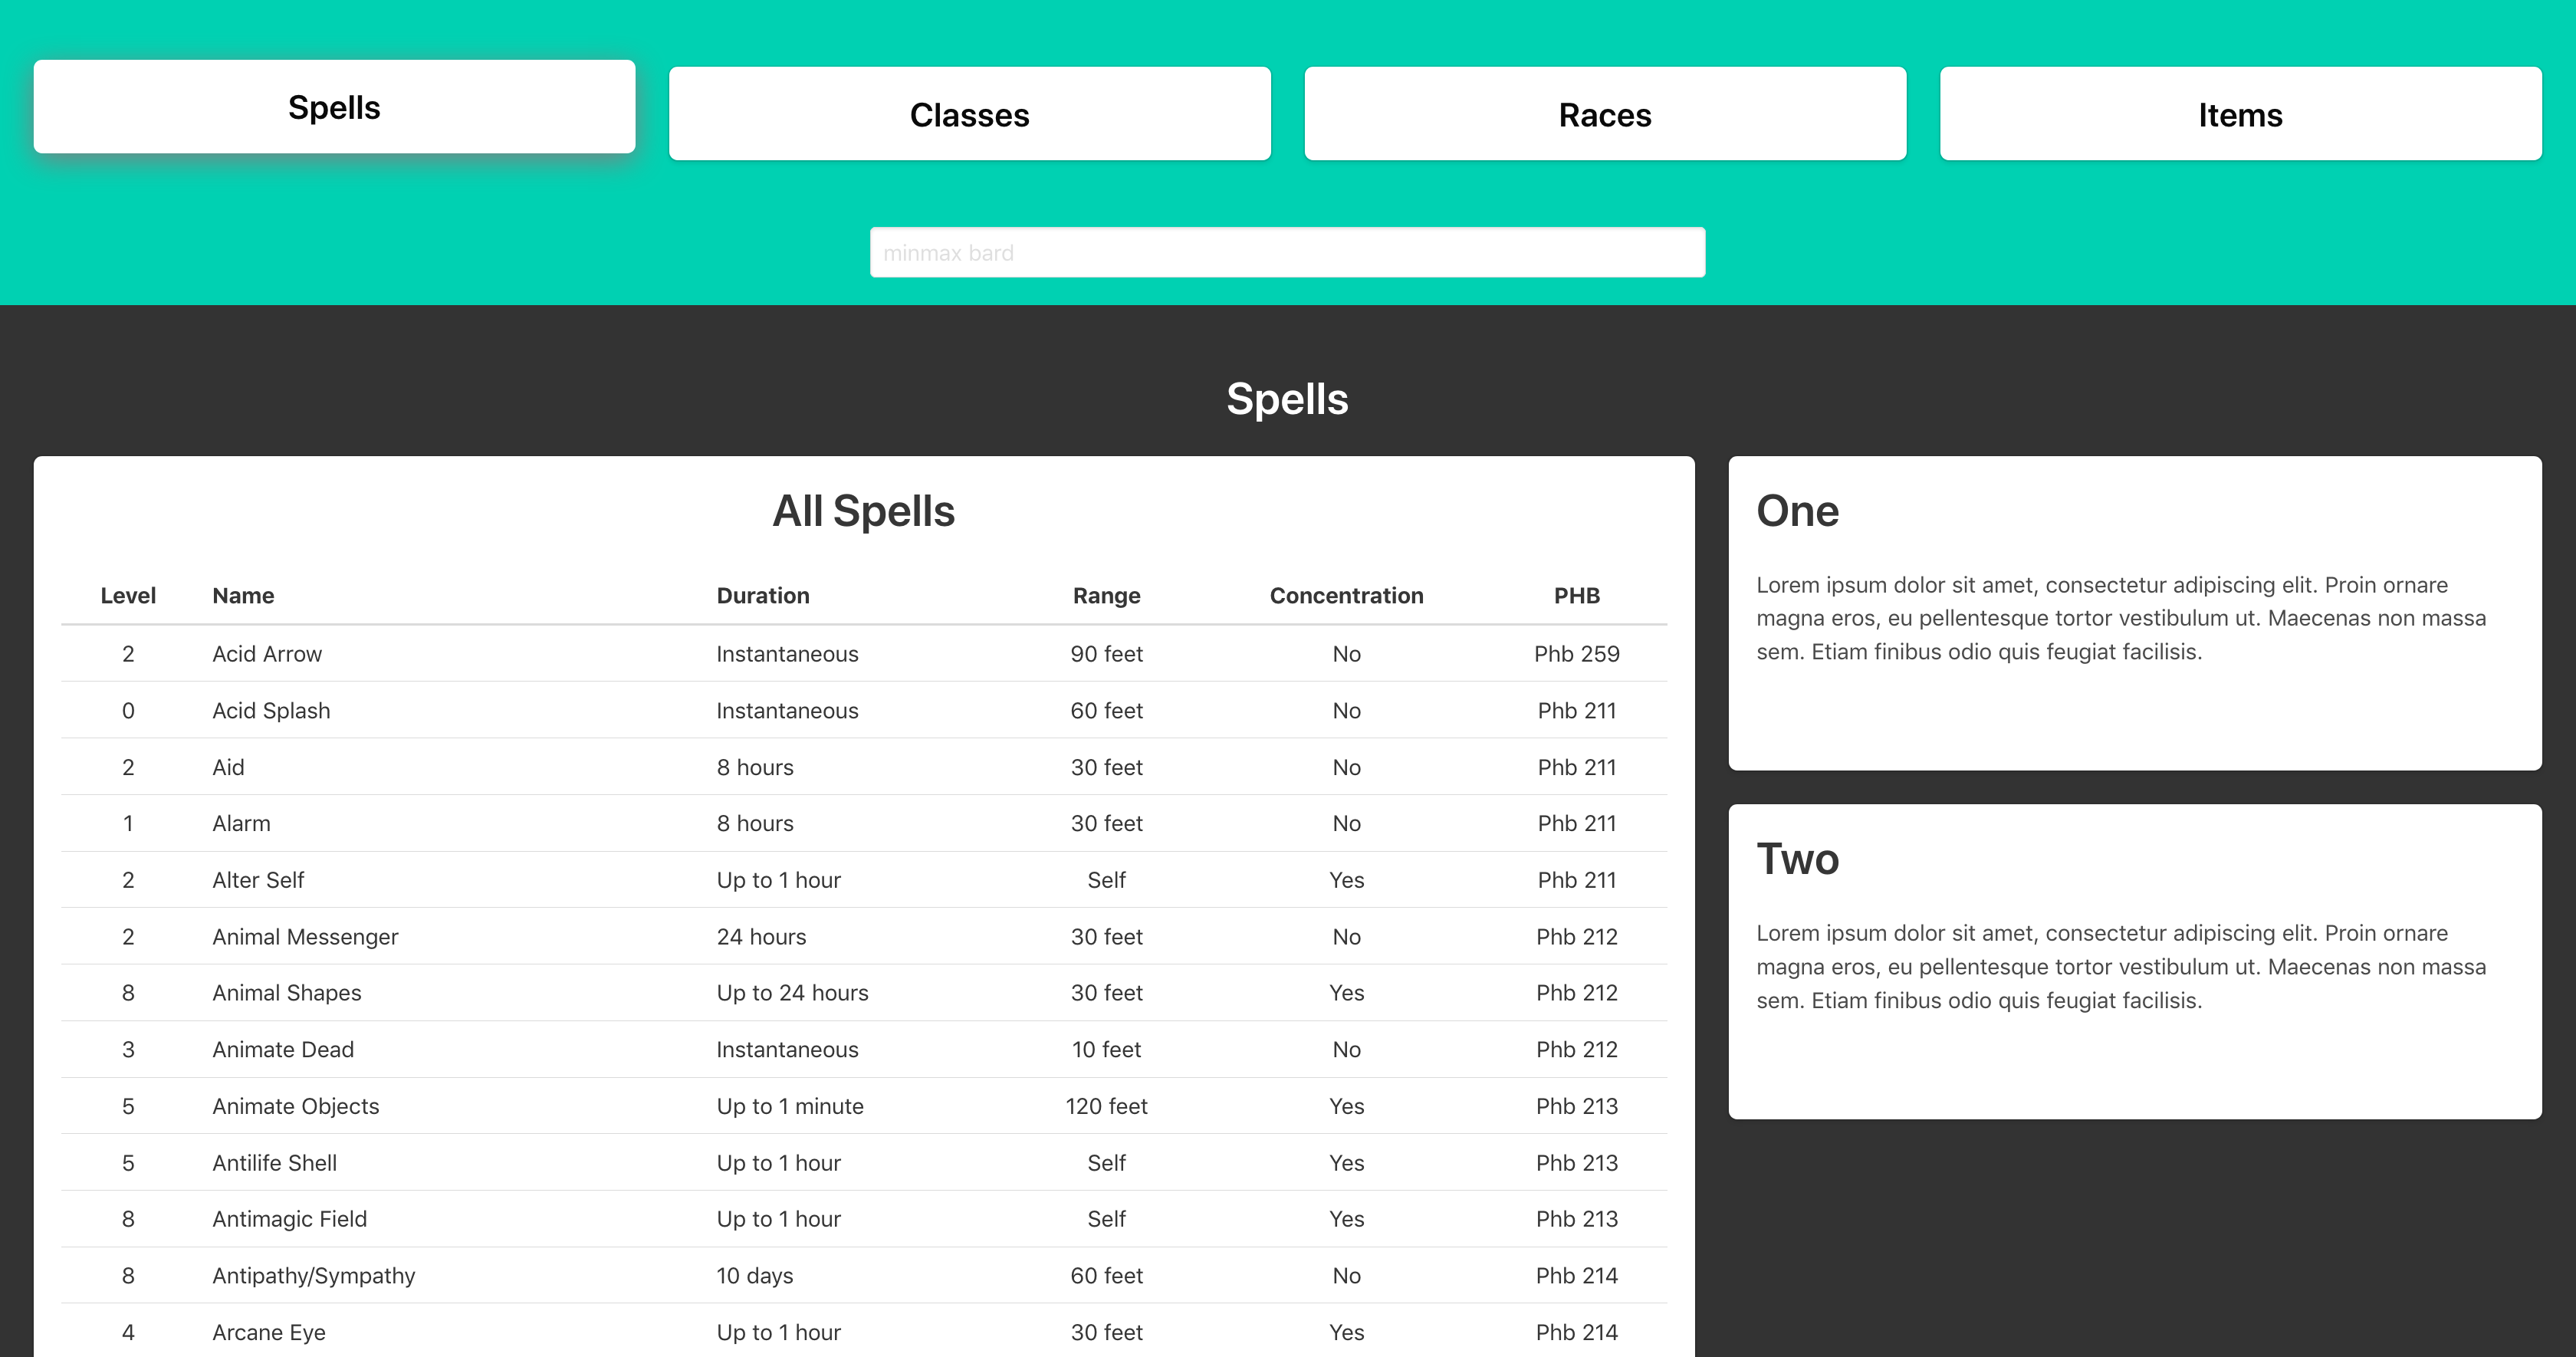 Spells
Classes
Races
Items
minmax bard
Spells
All Spells
Level Name Duration Range Concentration PHB
2 Acid Arrow Instantaneous 90 feet No Phb 259
0 Acid Splash Instantaneous 60 feet No Phb 211
2 Aid 8 hours 30 feet No Phb 211
1 Alarm 8 hours 30 feet No Phb 211
2 Alter Self Up to 1 hour Self Yes Phb 211
2 Animal Messenger 24 hours 30 feet No Phb 212
8 Animal Shapes Up to 24 hours 30 feet Yes Phb 212
3 Animate Dead Instantaneous 10 feet No Phb 212
5 Animate Objects Up to 1 minute 120 feet Yes Phb 213
5 Antilife Shell Up to 1 hour Self Yes Phb 213
8 Antimagic Field Up to 1 hour Self Yes Phb 213
8 Antipathy/Sympathy 10 days 60 feet No Phb 214
4 Arcane Eye Up to 1 hour 30 feet Yes Phb 214
One
Lorem ipsum dolor sit amet, consectetur adipiscing elit. Proin ornare
magna eros, eu pellentesque tortor vestibulum ut. Maecenas non massa
sem. Etiam finibus odio quis feugiat facilisis.
Two
Lorem ipsum dolor sit amet, consectetur adipiscing elit. Proin ornare
magna eros, eu pellentesque tortor vestibulum ut. Maecenas non massa
sem. Etiam finibus odio quis feugiat facilisis.